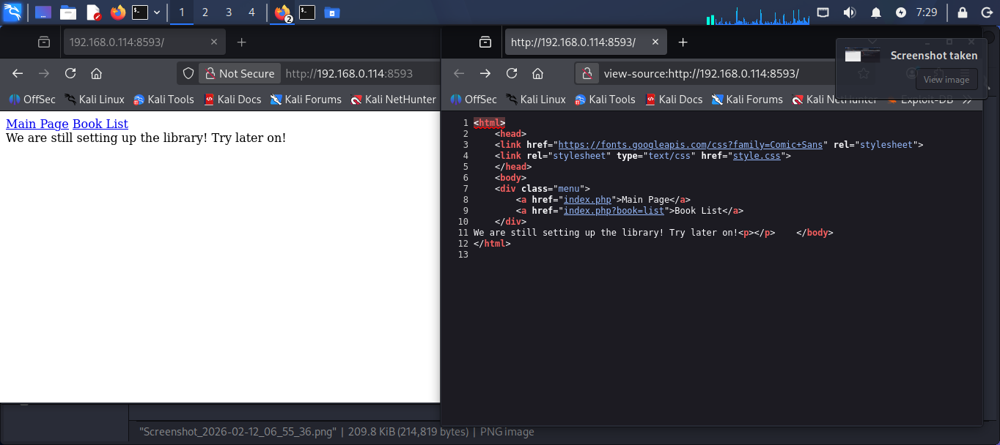 1 2 3 4 2 7:29
192.168.0.114:8593/
Not Secure http://192.168.0.114:8593
OffSec Kali Linux Kali Tools Kali Docs Kali Forums Kali NetHunter
Main Page Book List
We are still setting up the library! Try later on!
http://192.168.0.114:8593/
view-source:http://192.168.0.114:8593/
OffSec Kali Linux Kali Tools Kali Docs Kali Forums Kali NetHunter Exploit-DB
Screenshot taken
View image
1 <html>
2 <head>
3 <link href="https://fonts.googleapis.com/css?family=Comic+Sans" rel="stylesheet">
4 <link rel="stylesheet" type="text/css" href="style.css">
5 </head>
6 <body>
7 <div class="menu">
8 <a href="index.php">Main Page</a>
9 <a href="index.php?book=list">Book List</a>
10 </div>
11 We are still setting up the library! Try later on!<p></p> </body>
12 </html>
13
"Screenshot_2026-02-12_06_55_36.png" | 209.8 KiB (214,819 bytes) | PNG image